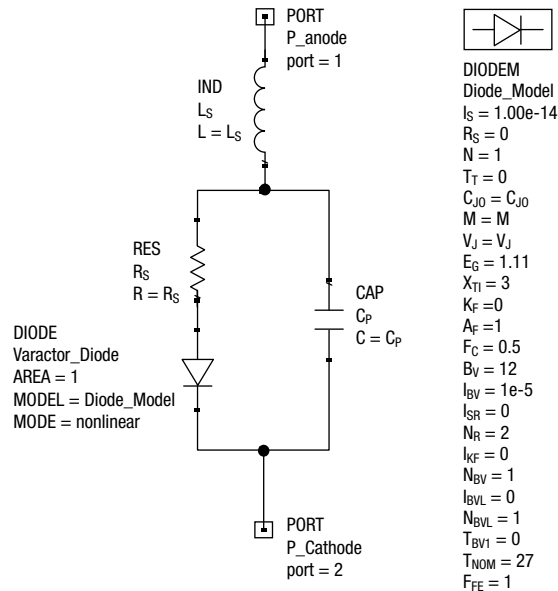 PORT
P_anode
port = 1
IND
LS
L = LS
RES
RS
R = RS
CAP
CP
C = CP
DIODE
Varactor_Diode
AREA = 1
MODEL = Diode_Model
MODE = nonlinear
PORT
P_Cathode
port = 2
DIODEM
Diode_Model
IS = 1.00e-14
RS = 0
N = 1
TT = 0
CJO = CJO
M = M
VJ = VJ
EG = 1.11
XTI = 3
KF =0
AF =1
FC = 0.5
BV = 12
IBV = 1e-5
ISR = 0
NR = 2
IKF = 0
NBV = 1
IBVL = 0
NBVL = 1
TBV1 = 0
TNOM = 27
FFE = 1